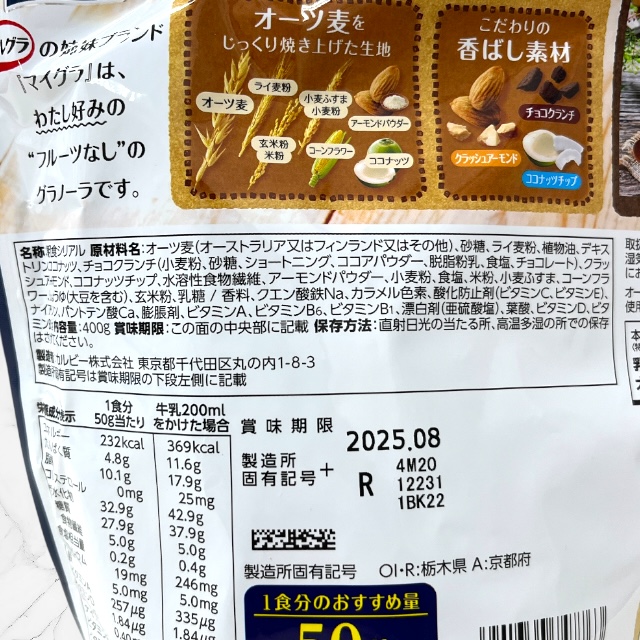 の姉妹ブランド
『マイグラ』は、
わたし好みの
“フルーツなし”の
グラノーラです。
オーツ麦を
じっくり焼き上げた生地
オーツ麦
ライ麦粉
小麦ふすま
小麦粉
アーモンドパウダー
玄米粉
米粉
コーンフラワー
ココナッツ
こだわりの
香ばし素材
チョコクランチ
クラッシュアーモンド
ココナッツチップ
名称 シリアル 原材料名:オーツ麦(オーストラリア又はフィンランド又はその他)、砂糖、ライ麦粉、植物油、デキス
トリン、ココナッツ、チョコクランチ(小麦粉、砂糖、ショートニング、ココアパウダー、脱脂粉乳、食塩、チョコレート)、クラッ
シュアーモンド、ココナッツチップ、水溶性食物繊維、アーモンドパウダー、小麦粉、食塩、米粉、小麦ふすま、コーンフラ
ワー、(大豆を含む)、玄米粉、乳糖 / 香料、クエン酸鉄Na、カラメル色素、酸化防止剤(ビタミンC、ビタミンE)、
パントテン酸Ca、膨脹剤、ビタミンA、ビタミンB6、ビタミンB1、漂白剤(亜硫酸塩)、葉酸、ビタミンD、ビタ
内容量:400g 賞味期限:この面の中央部に記載 保存方法:直射日光の当たる所、高温多湿の所での保存
ください。
製造者 カルビー株式会社 東京都千代田区丸の内1-8-3
製造所固有記号は賞味期限の下段左側に記載
1食分
50g当たり
牛乳200ml
をかけた場合
232kcal 369kcal
4.8g 11.6g
10.1g 17.9g
0mg 25mg
32.9g 42.9g
27.9g 37.9g
5.0g 5.0g
0.2g 0.4g
19mg 246mg
5.0mg 5.0mg
257μg 335μg
1.84μg 1.84μg
賞味期限
2025.08
製造所
固有記号+
R
4M20
12231
1BK22
製造所固有記号 OI・R:栃木県 A:京都府
1食分のおすすめ量
50